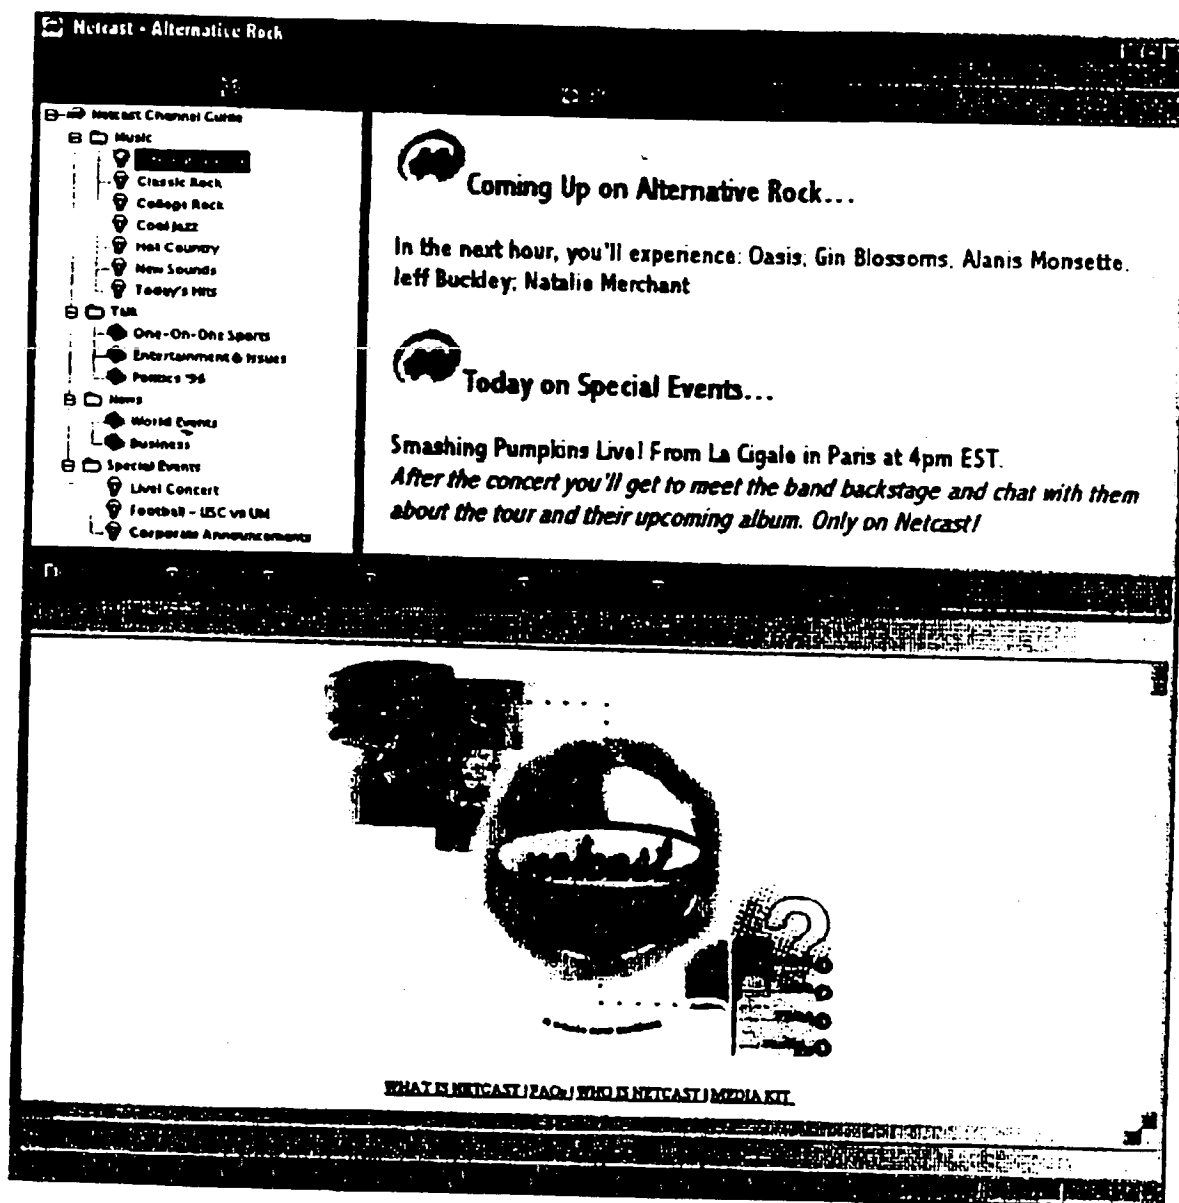 Netcast - Alternative Rock
Netcast Channel Guide
Music
Classic Rock
College Rock
Cool Jazz
Hot Country
New Sounds
Today's Hits
Talk
One-On-One Sports
Entertainment & Issues
Politics '96
News
World Events
Business
Special Events
Live! Concert
Football - USC vs UM
Corporate Announcements
Coming Up on Alternative Rock...
In the next hour, you'll experience: Oasis; Gin Blossoms, Alanis Monsette,
Jeff Buckley; Natalie Merchant
Today on Special Events...
Smashing Pumpkins Live! From La Cigale in Paris at 4pm EST.
After the concert you'll get to meet the band backstage and chat with them
about the tour and their upcoming album. Only on Netcast!
netcast
WHAT IS NETCAST | FAQs | WHO IS NETCAST | MEDIA KIT